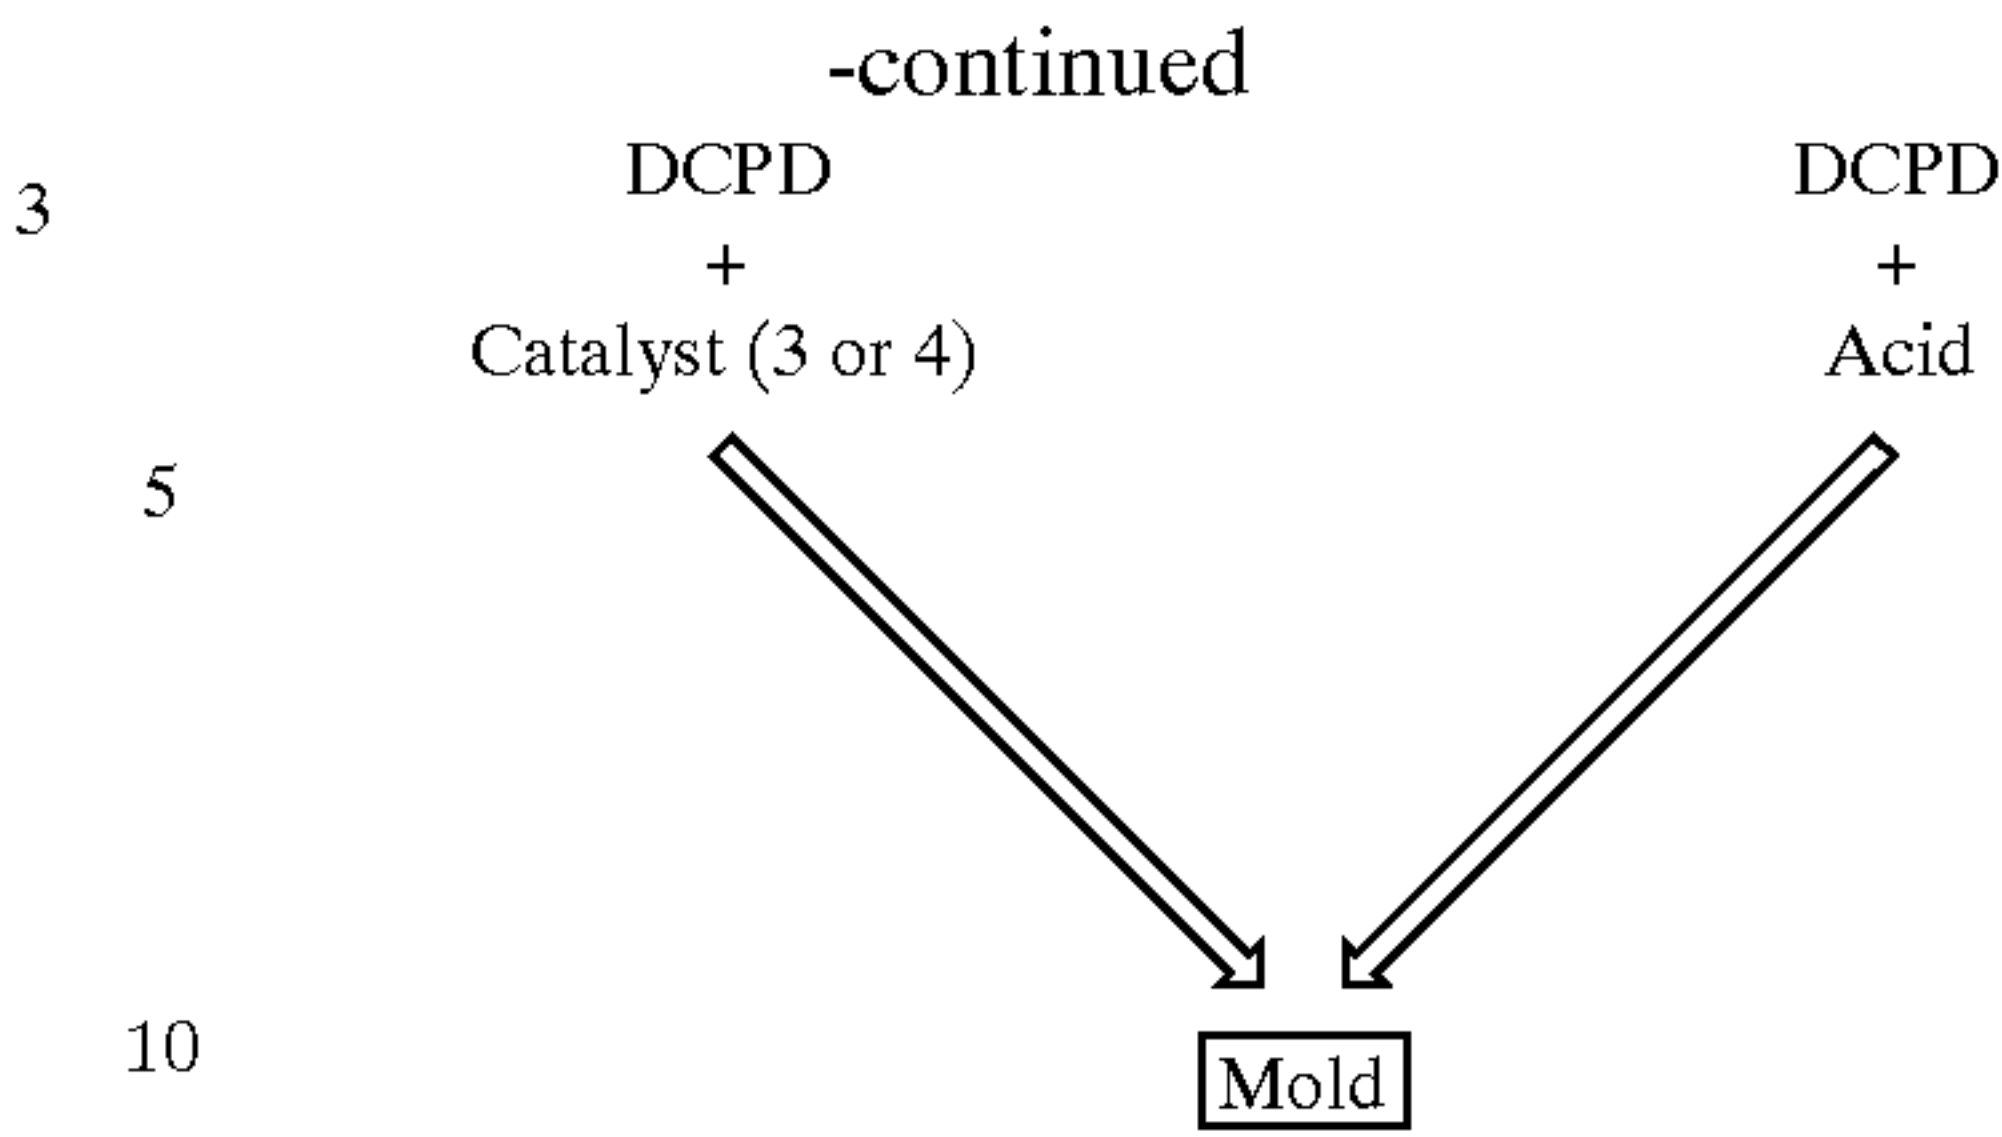 -continued
3
DCPD
+
Catalyst (3 or 4)
DCPD
+
Acid
5
10
Mold